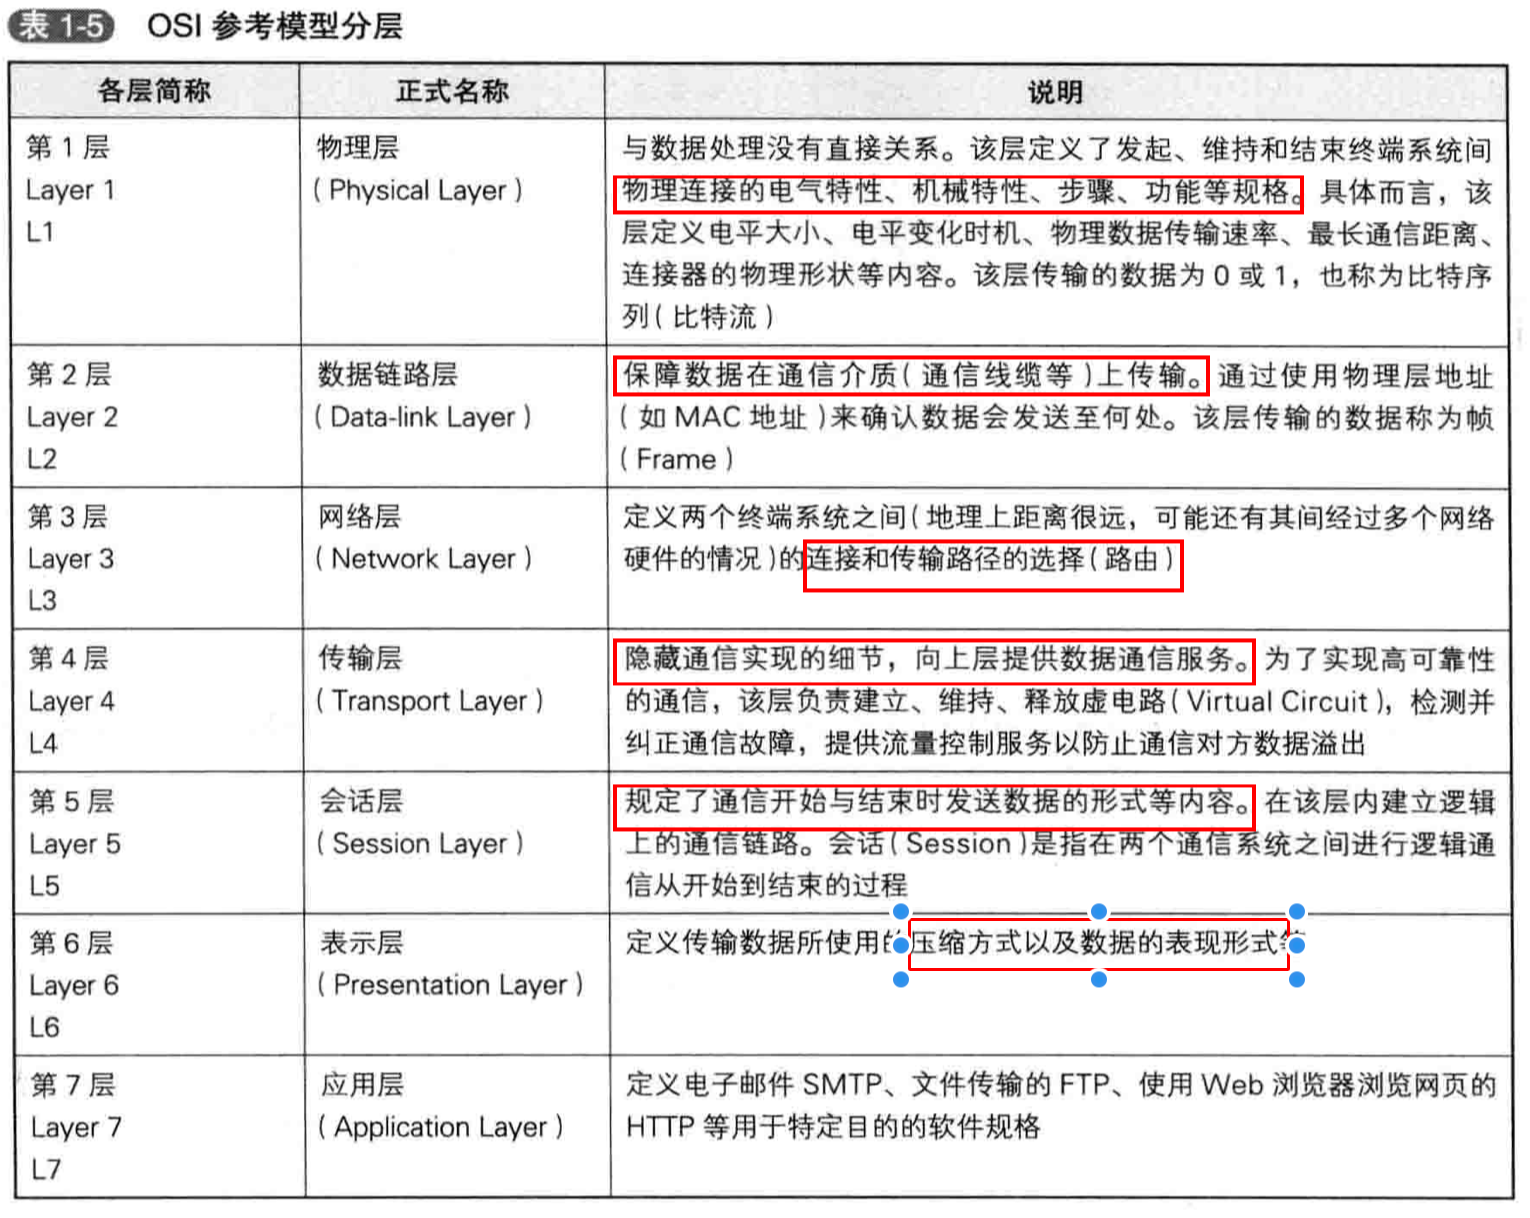 表 1-5 OSI 参考模型分层
各层简称 正式名称 说明
第 1 层
Layer 1
L1
物理层
( Physical Layer )
与数据处理没有直接关系。该层定义了发起、维持和结束终端系统间
物理连接的电气特性、机械特性、步骤、功能等规格。具体而言，该
层定义电平大小、电平变化时机、物理数据传输速率、最长通信距离、
连接器的物理形状等内容。该层传输的数据为 0 或 1，也称为比特序
列( 比特流 )
第 2 层
Layer 2
L2
数据链路层
( Data-link Layer )
保障数据在通信介质( 通信线缆等 )上传输。通过使用物理层地址
( 如 MAC 地址 )来确认数据会发送至何处。该层传输的数据称为帧
( Frame )
第 3 层
Layer 3
L3
网络层
( Network Layer )
定义两个终端系统之间( 地理上距离很远，可能还有其间经过多个网络
硬件的情况 )的连接和传输路径的选择( 路由 )
第 4 层
Layer 4
L4
传输层
( Transport Layer )
隐藏通信实现的细节，向上层提供数据通信服务。为了实现高可靠性
的通信，该层负责建立、维持、释放虚电路( Virtual Circuit )，检测并
纠正通信故障，提供流量控制服务以防止通信对方数据溢出
第 5 层
Layer 5
L5
会话层
( Session Layer )
规定了通信开始与结束时发送数据的形式等内容。在该层内建立逻辑
上的通信链路。会话( Session )是指在两个通信系统之间进行逻辑通
信从开始到结束的过程
第 6 层
Layer 6
L6
表示层
( Presentation Layer )
定义传输数据所使用的压缩方式以及数据的表现形式等
第 7 层
Layer 7
L7
应用层
( Application Layer )
定义电子邮件 SMTP、文件传输的 FTP、使用 Web 浏览器浏览网页的
HTTP 等用于特定目的的软件规格